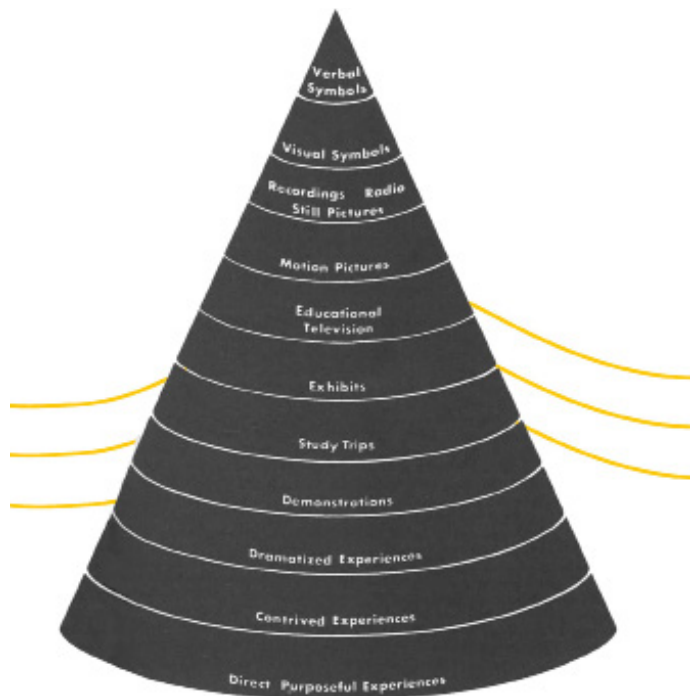 Verbal
Symbols
Visual Symbols
Recordings Radio
Still Pictures
Motion Pictures
Educational
Television
Exhibits
Study Trips
Demonstrations
Dramatized Experiences
Contrived Experiences
Direct Purposeful Experiences